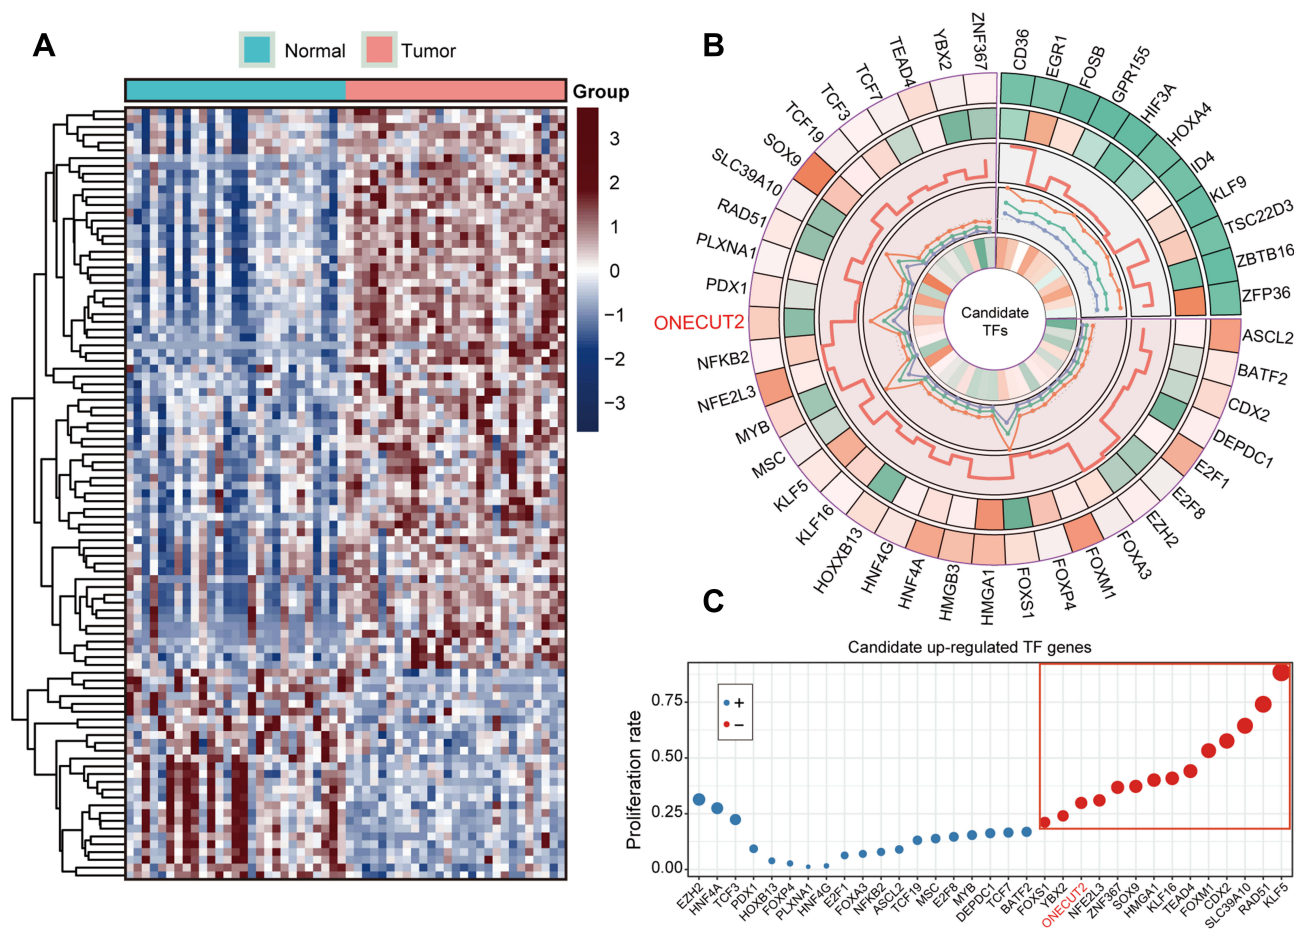 A
Normal
Tumor
Group
3
2
1
0
−1
−2
−3
B
CD36
EGR1
FOSB
GPR155
HIF3A
HOXA4
ID4
KLF9
TSC22D3
ZBTB16
ZFP36
ASCL2
BATF2
CDX2
DEPDC1
E2F1
E2F8
EZH2
FOXA3
FOXM1
FOXP4
FOXS1
HMGA1
HMGB3
HNF4A
HNF4G
HOXXB13
KLF16
KLF5
MSC
MYB
NFE2L3
NFKB2
ONECUT2
PDX1
PLXNA1
RAD51
SLC39A10
SOX9
TCF19
TCF3
TCF7
TEAD4
YBX2
ZNF367
Candidate
TFs
C
Candidate up-regulated TF genes
Proliferation rate
0.75
0.50
0.25
0.00
+
−
EZH2
HNF4A
TCF3
PDX1
HOXB13
FOXP4
PLXNA1
HNF4G
E2F1
FOXA3
NFKB2
ASCL2
TCF19
MSC
E2F8
MYB
DEPDC1
TCF7
BATF2
FOXS1
YBX2
ONECUT2
NFE2L3
ZNF367
SOX9
HMGA1
KLF16
TEAD4
FOXM1
CDX2
SLC39A10
RAD51
KLF5